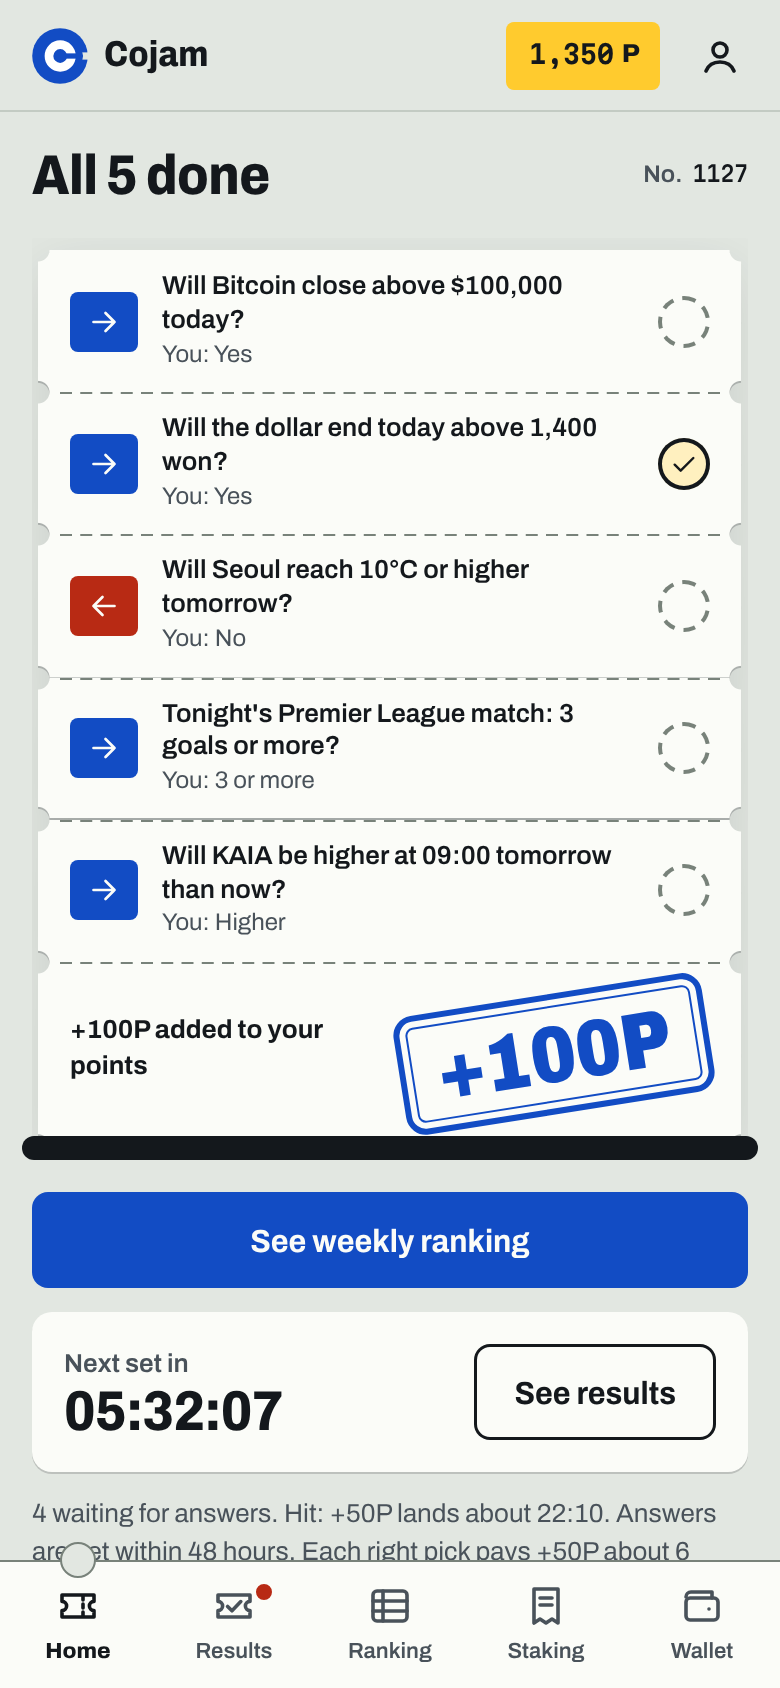 Cojam
1,350 P
All 5 done
No. 1127
Will Bitcoin close above $100,000
today?
You: Yes
Will the dollar end today above 1,400
won?
You: Yes
Will Seoul reach 10°C or higher
tomorrow?
You: No
Tonight's Premier League match: 3
goals or more?
You: 3 or more
Will KAIA be higher at 09:00 tomorrow
than now?
You: Higher
+100P added to your
points
+100P
See weekly ranking
Next set in
05:32:07
See results
4 waiting for answers. Hit: +50P lands about 22:10. Answers
are set within 48 hours. Each right pick pays +50P about 6
Home
Results
Ranking
Staking
Wallet